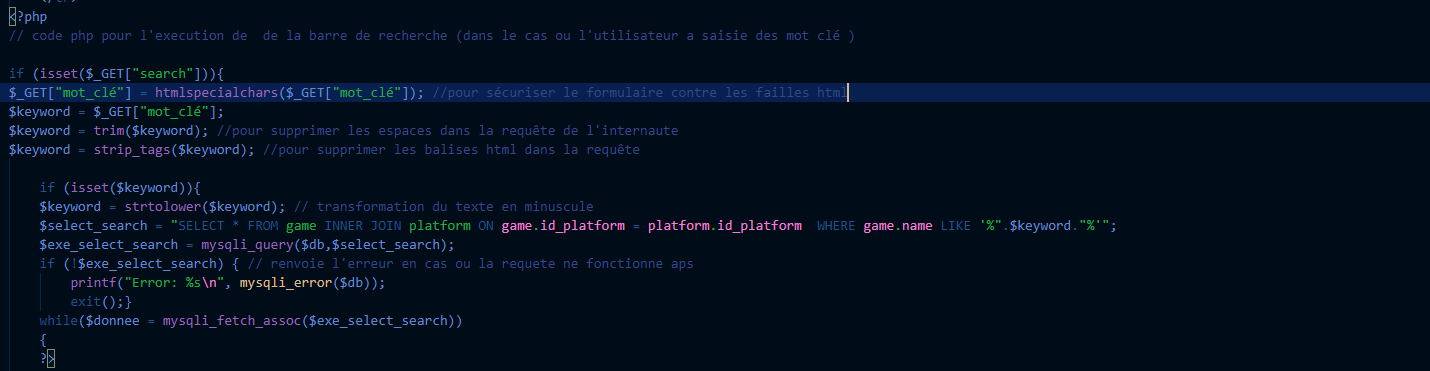 <?php
// code php pour l'execution de  de la barre de recherche (dans le cas ou l'utilisateur a saisie des mot clé )
if (isset($_GET["search"])){
$_GET["mot_clé"] = htmlspecialchars($_GET["mot_clé"]); //pour sécuriser le formulaire contre les failles html
$keyword = $_GET["mot_clé"];
$keyword = trim($keyword); //pour supprimer les espaces dans la requête de l'internaute
$keyword = strip_tags($keyword); //pour supprimer les balises html dans la requête
if (isset($keyword)){
$keyword = strtolower($keyword); // transformation du texte en minuscule
$select_search = "SELECT * FROM game INNER JOIN platform ON game.id_platform = platform.id_platform  WHERE game.name LIKE '%".$keyword."%'";
$exe_select_search = mysqli_query($db,$select_search);
if (!$exe_select_search) { // renvoie l'erreur en cas ou la requete ne fonctionne aps
printf("Error: %s\n", mysqli_error($db));
exit();}
while($donnee = mysqli_fetch_assoc($exe_select_search))
{
?>